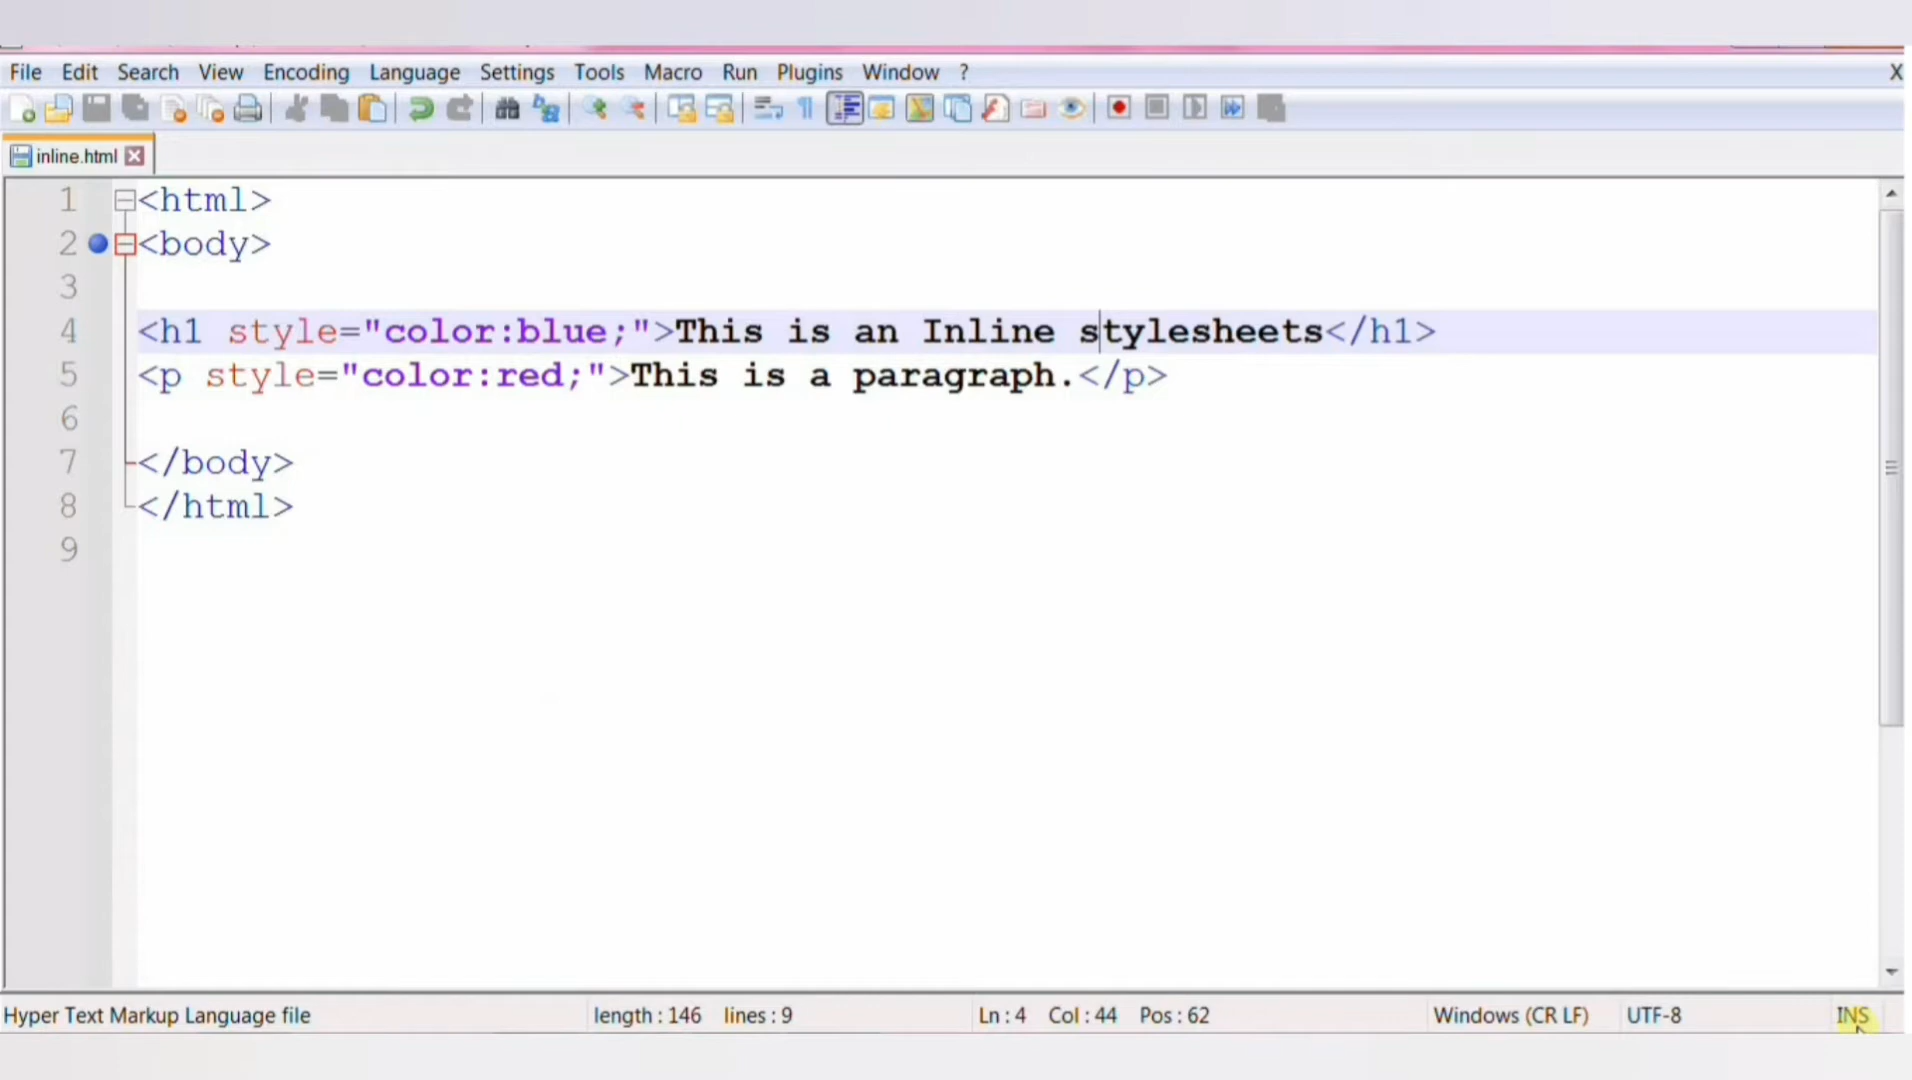 File Edit Search View Encoding Language Settings Tools Macro Run Plugins Window ? X
inline.html
1 <html>
2 <body>
3
4 <h1 style="color:blue;">This is an Inline stylesheets</h1>
5 <p style="color:red;">This is a paragraph.</p>
6
7 </body>
8 </html>
9
Hyper Text Markup Language file length : 146 lines : 9 Ln : 4 Col : 44 Pos : 62 Windows (CR LF) UTF-8 INS